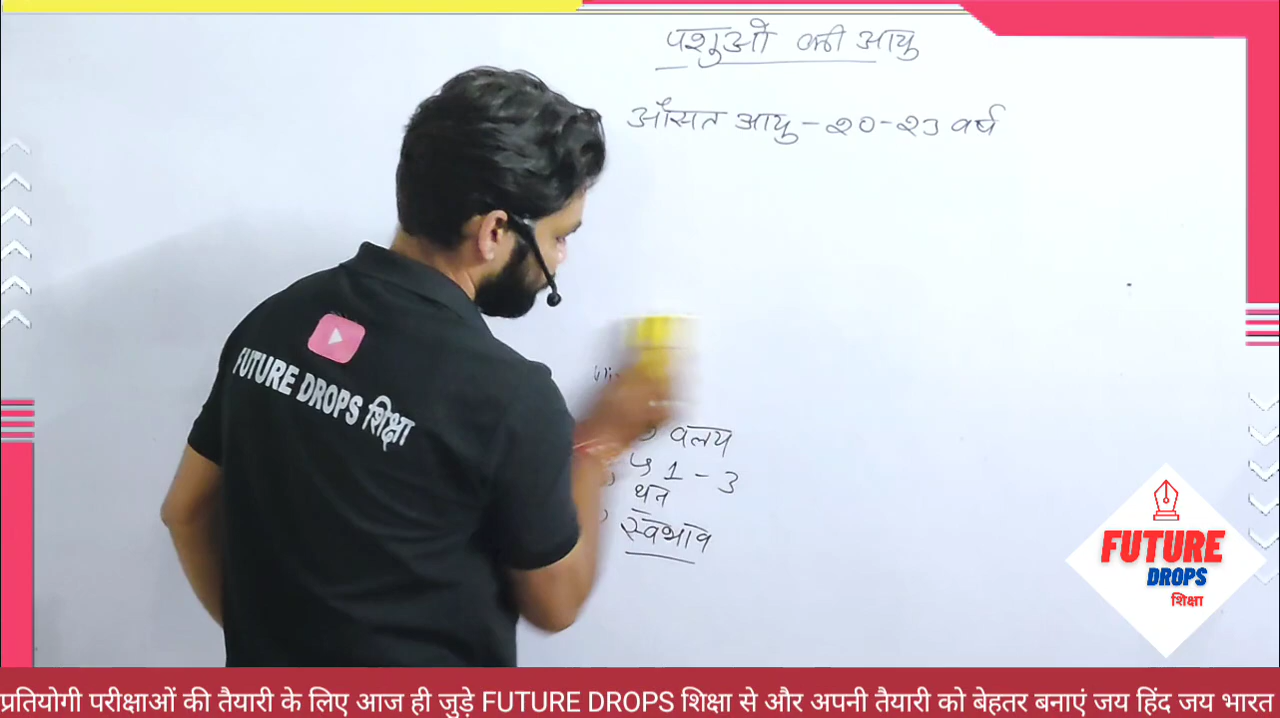 पशुओं की आयु
औसत आयु - २०-२३ वर्ष
वलय
↳ 1 - 3
थन
स्वभाव
FUTURE DROPS शिक्षा
FUTURE
DROPS
शिक्षा
प्रतियोगी परीक्षाओं की तैयारी के लिए आज ही जुड़े FUTURE DROPS शिक्षा से और अपनी तैयारी को बेहतर बनाएं जय हिंद जय भारत